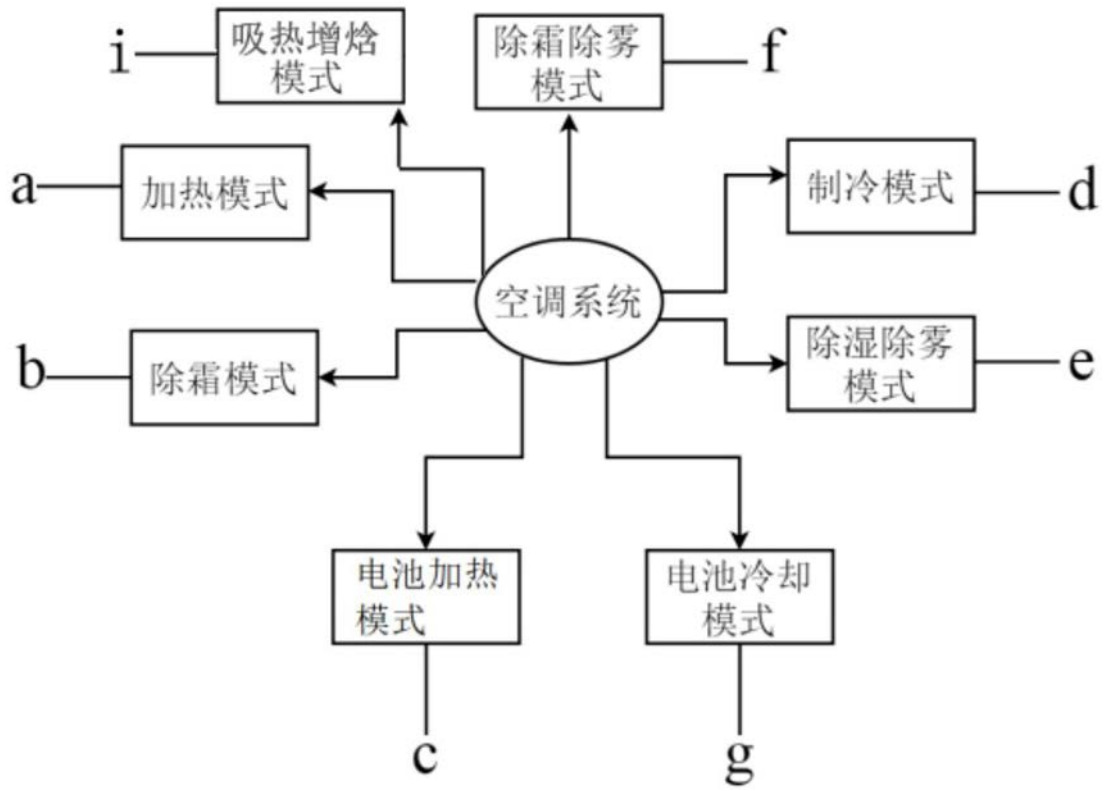 i
吸热增焓
模式
除霜除雾
模式
f
a
加热模式
制冷模式
d
空调系统
b
除霜模式
除湿除雾
模式
e
电池加热
模式
电池冷却
模式
c
g